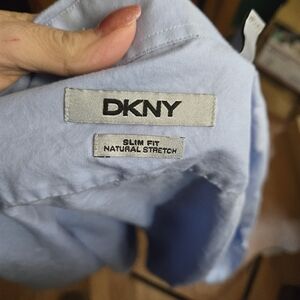 DKNY
SLIM FIT
NATURAL STRETCH